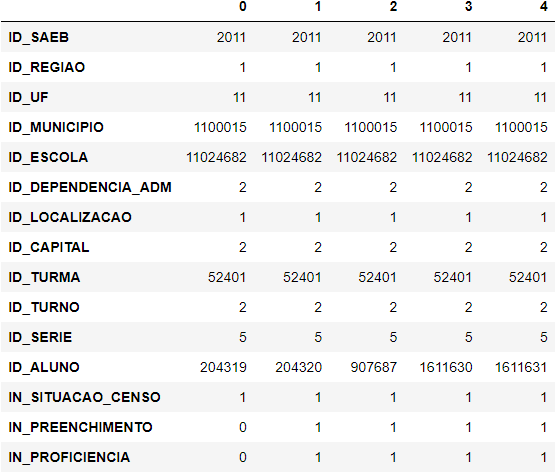 0 1 2 3 4
ID_SAEB 2011 2011 2011 2011 2011
ID_REGIAO 1 1 1 1 1
ID_UF 11 11 11 11 11
ID_MUNICIPIO 1100015 1100015 1100015 1100015 1100015
ID_ESCOLA 11024682 11024682 11024682 11024682 11024682
ID_DEPENDENCIA_ADM 2 2 2 2 2
ID_LOCALIZACAO 1 1 1 1 1
ID_CAPITAL 2 2 2 2 2
ID_TURMA 52401 52401 52401 52401 52401
ID_TURNO 2 2 2 2 2
ID_SERIE 5 5 5 5 5
ID_ALUNO 204319 204320 907687 1611630 1611631
IN_SITUACAO_CENSO 1 1 1 1 1
IN_PREENCHIMENTO 0 1 1 1 1
IN_PROFICIENCIA 0 1 1 1 1